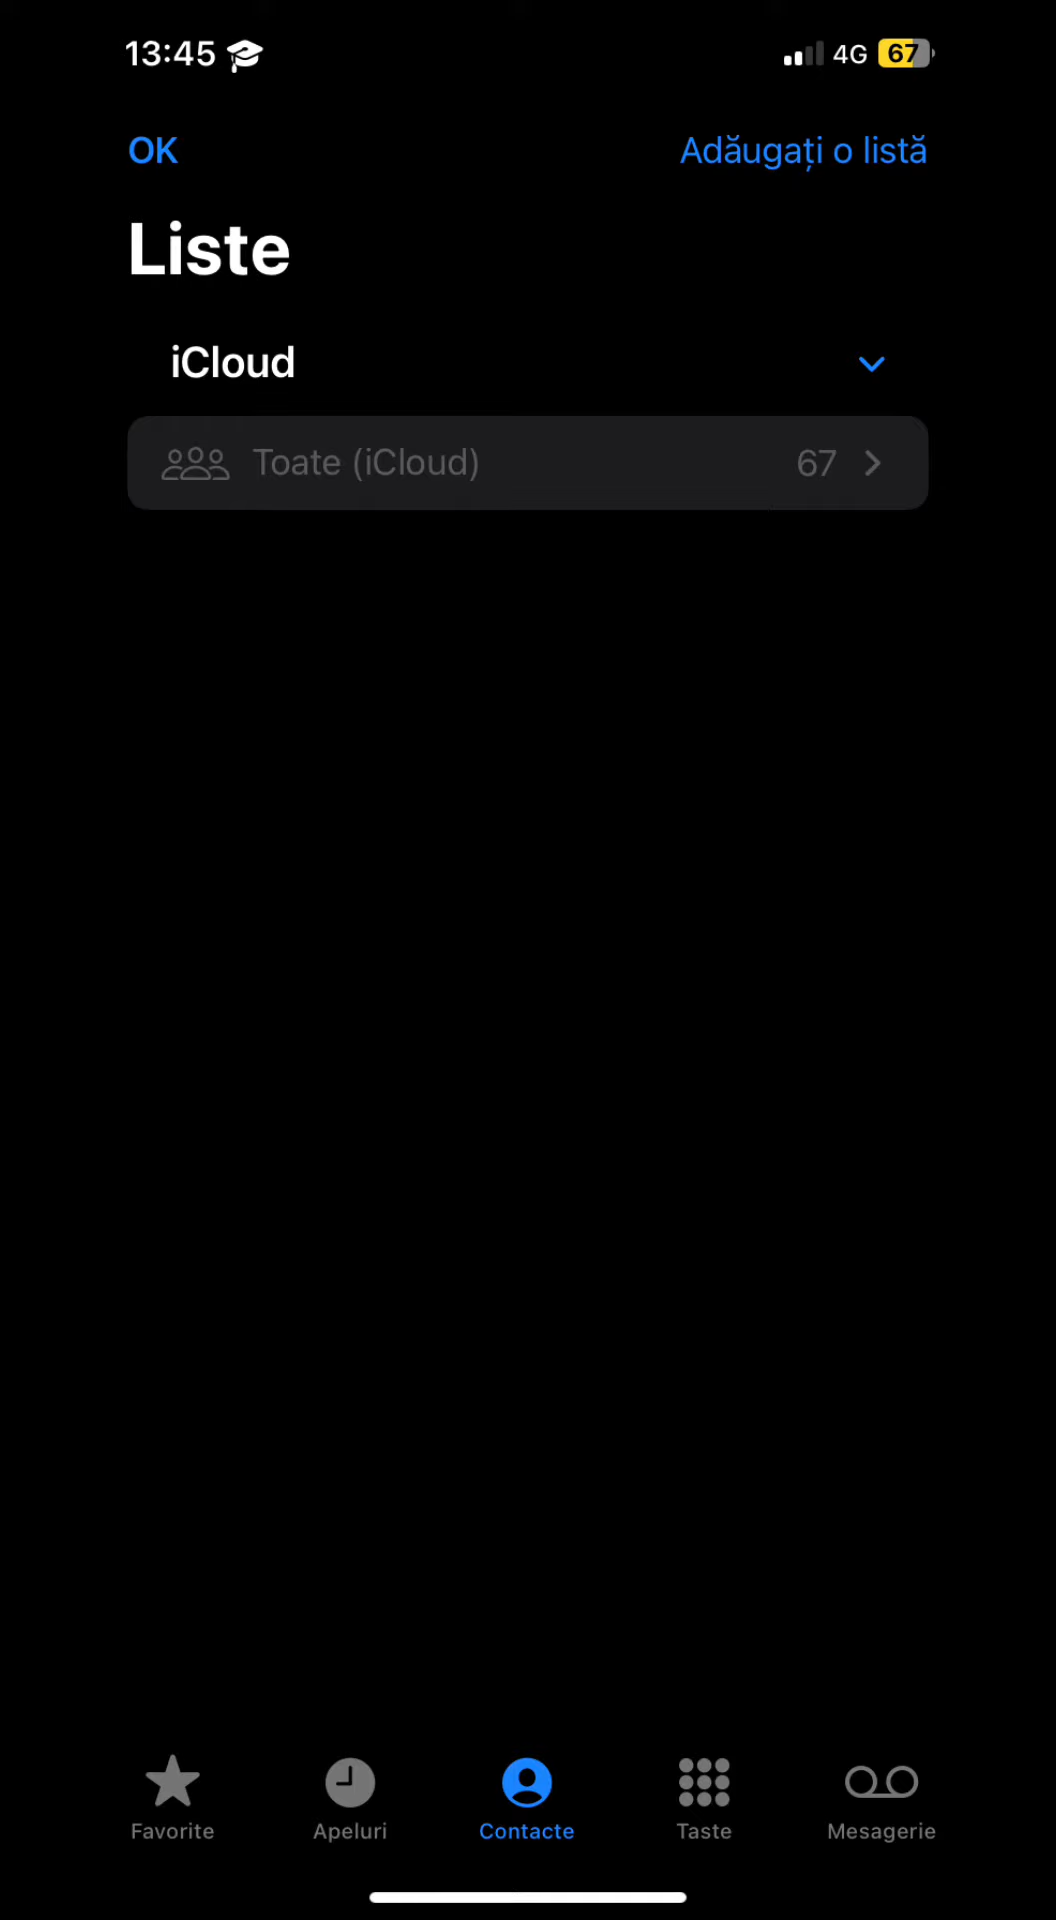 13:45 4G 67
OK Adăugați o listă
Liste
iCloud
Toate (iCloud) 67
Favorite Apeluri Contacte Taste Mesagerie